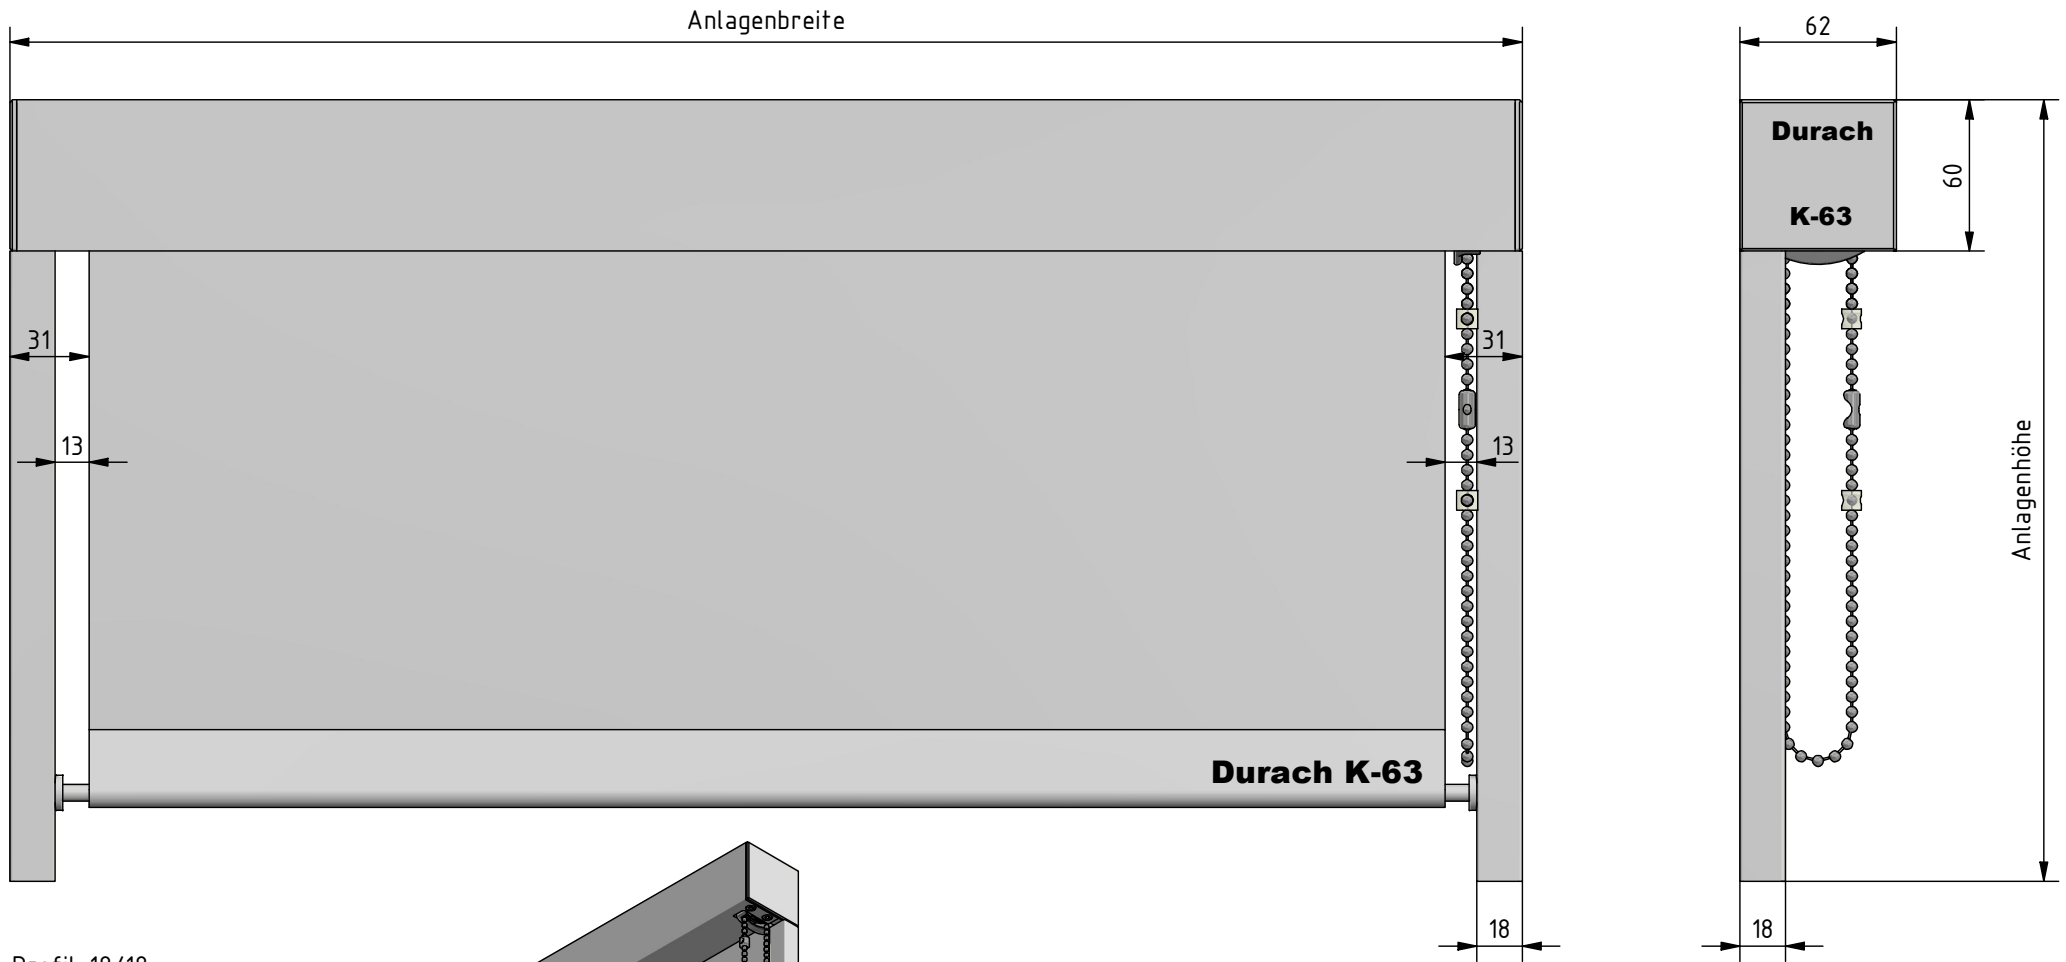 Anlagenbreite
62
Durach
K-63
60
31
31
13
13
Anlagenhöhe
Durach K-63
18
18